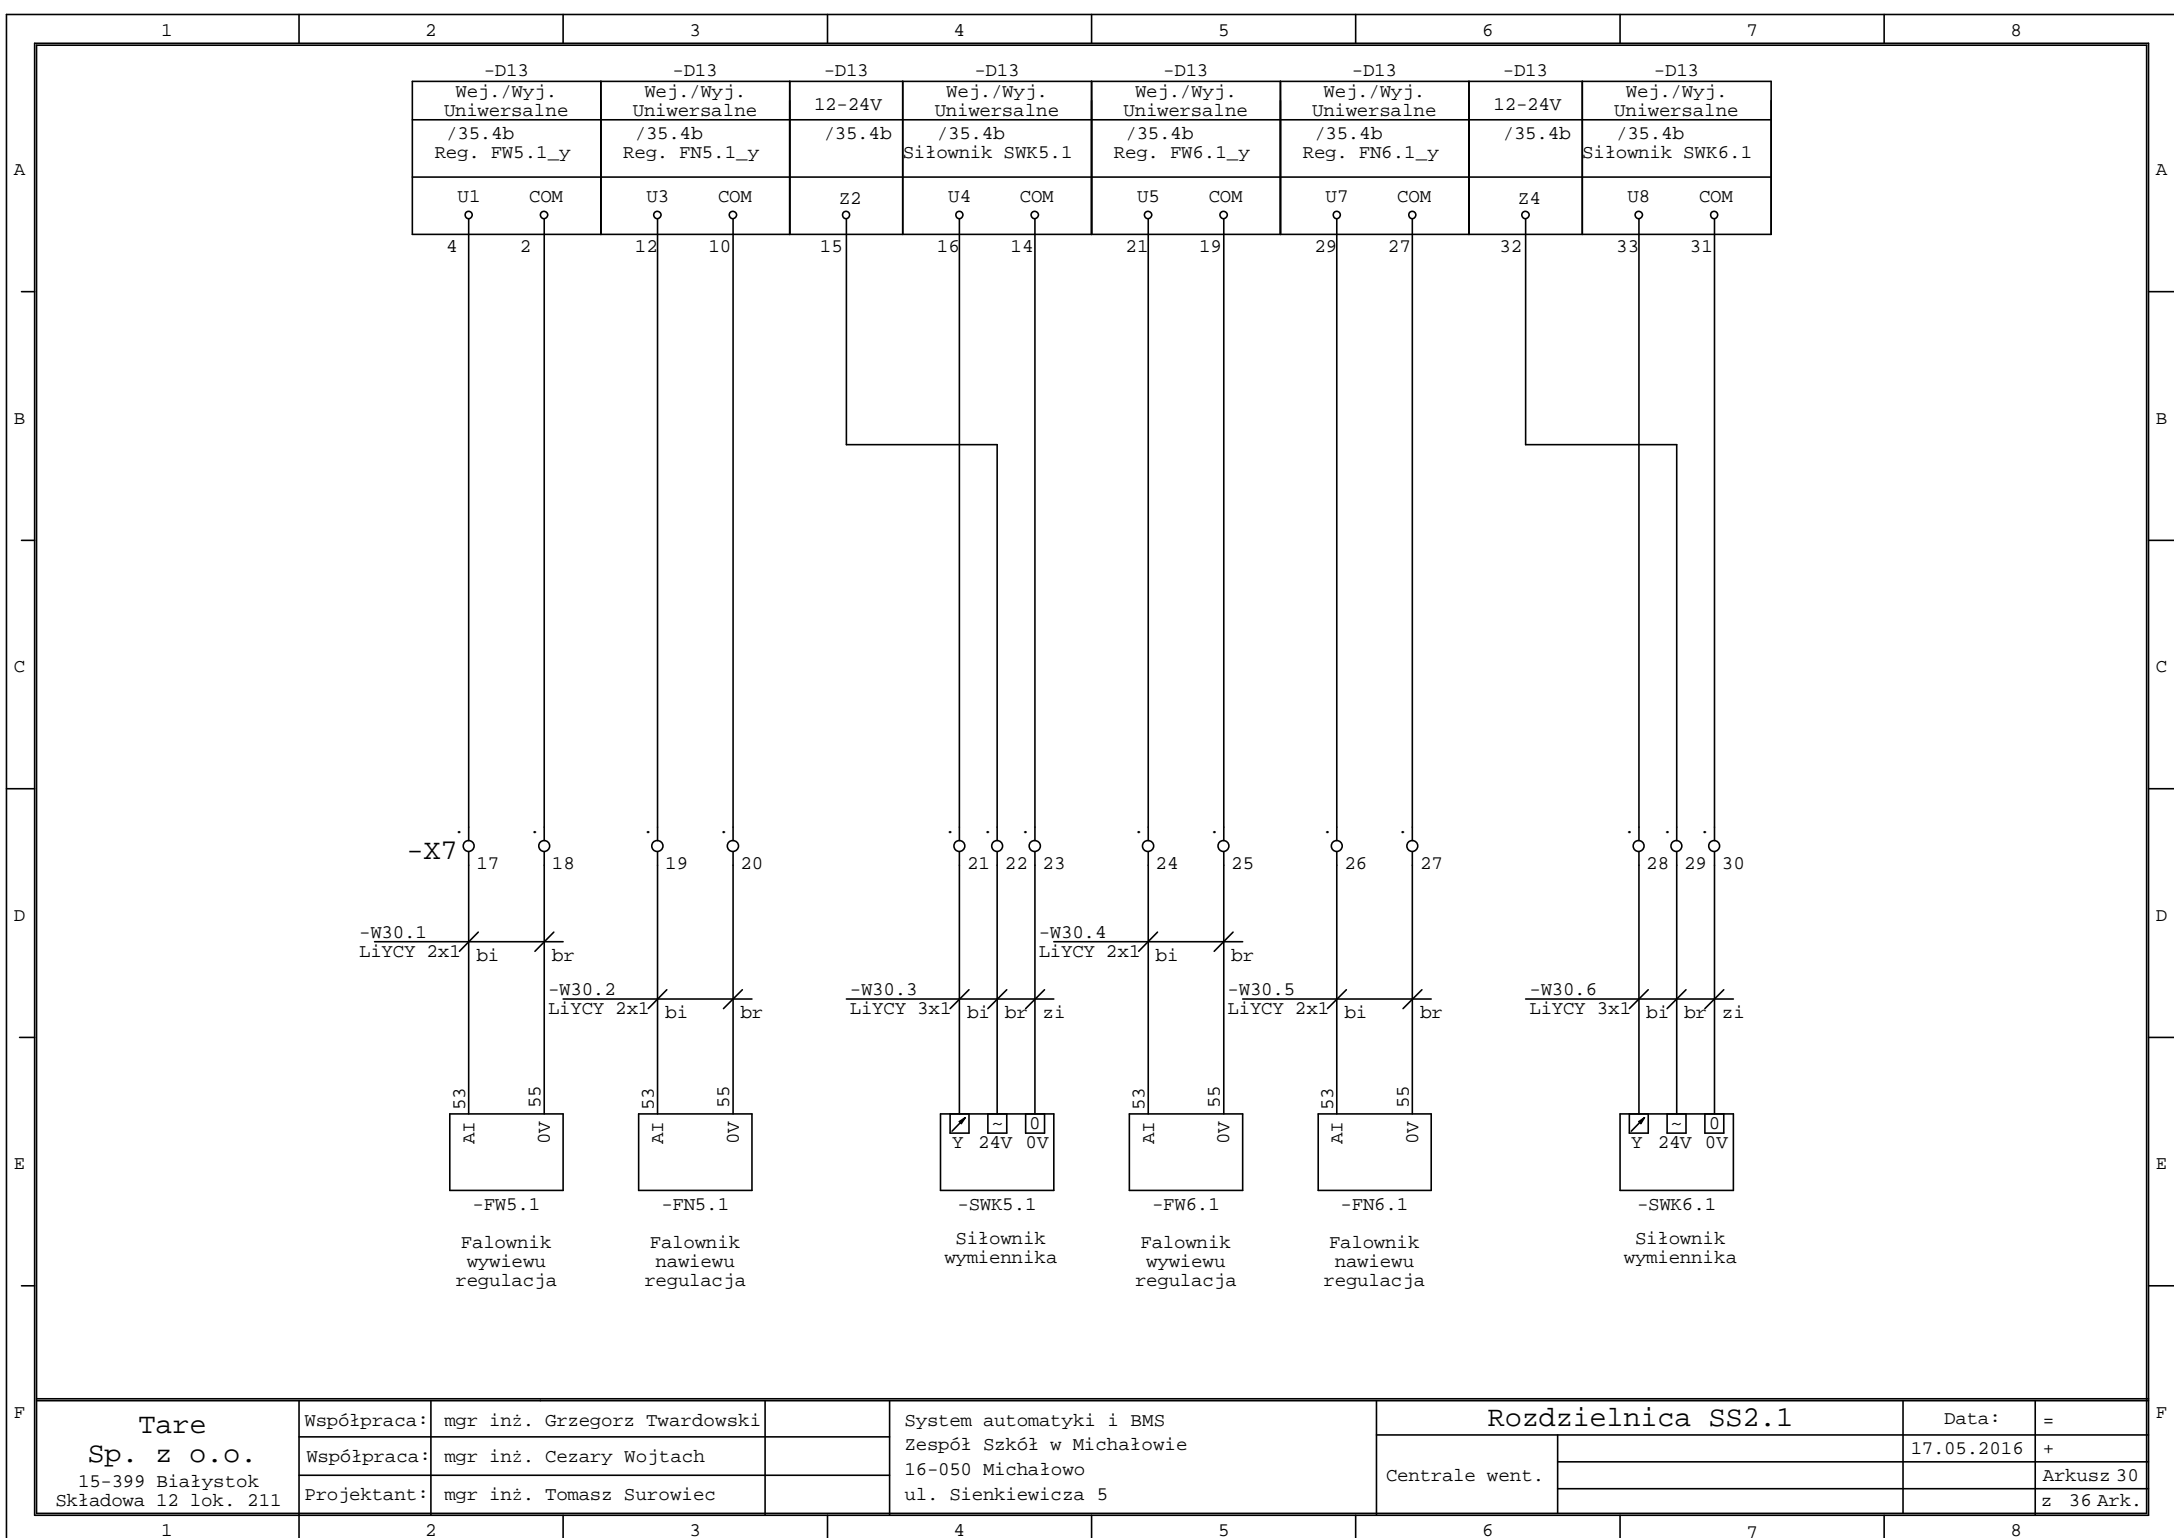 1 2 3 4 5 6 7 8
-D13 -D13 -D13 -D13 -D13 -D13 -D13 -D13
Wej./Wyj. Wej./Wyj. Wej./Wyj. Wej./Wyj. Wej./Wyj. Wej./Wyj.
Uniwersalne Uniwersalne 12-24V Uniwersalne Uniwersalne Uniwersalne 12-24V Uniwersalne
/35.4b /35.4b /35.4b /35.4b /35.4b /35.4b /35.4b /35.4b
Reg. FW5.1_y Reg. FN5.1_y Siłownik SWK5.1 Reg. FW6.1_y Reg. FN6.1_y Siłownik SWK6.1
A A
U1 COM U3 COM Z2 U4 COM U5 COM U7 COM Z4 U8 COM
4 2 12 10 15 16 14 21 19 29 27 32 33 31
B B
C C
-X7 17 18 19 20 21 22 23 24 25 26 27 28 29 30
D D
-W30.1 -W30.4
LiYCY 2x1 bi br LiYCY 2x1 bi br
-W30.2 -W30.3 -W30.5 -W30.6
LiYCY 2x1 bi br LiYCY 3x1 bi br zi LiYCY 2x1 bi br LiYCY 3x1 bi br zi
53 55 53 55 53 55 53 55
~ 0 ~ 0
AI 0V AI 0V Y 24V 0V AI 0V AI 0V Y 24V 0V
E E
-FW5.1 -FN5.1 -SWK5.1 -FW6.1 -FN6.1 -SWK6.1
Falownik Falownik Siłownik Falownik Falownik Siłownik
wywiewu nawiewu wymiennika wywiewu nawiewu wymiennika
regulacja regulacja regulacja regulacja
F F
Tare
Sp. z o.o.
15-399 Białystok
Składowa 12 lok. 211
Współpraca: mgr inż. Grzegorz Twardowski
Współpraca: mgr inż. Cezary Wojtach
Projektant: mgr inż. Tomasz Surowiec
System automatyki i BMS
Zespół Szkół w Michałowie
16-050 Michałowo
ul. Sienkiewicza 5
Rozdzielnica SS2.1
Centrale went.
Data: =
17.05.2016 +
Arkusz 30
z 36 Ark.
1 2 3 4 5 6 7 8